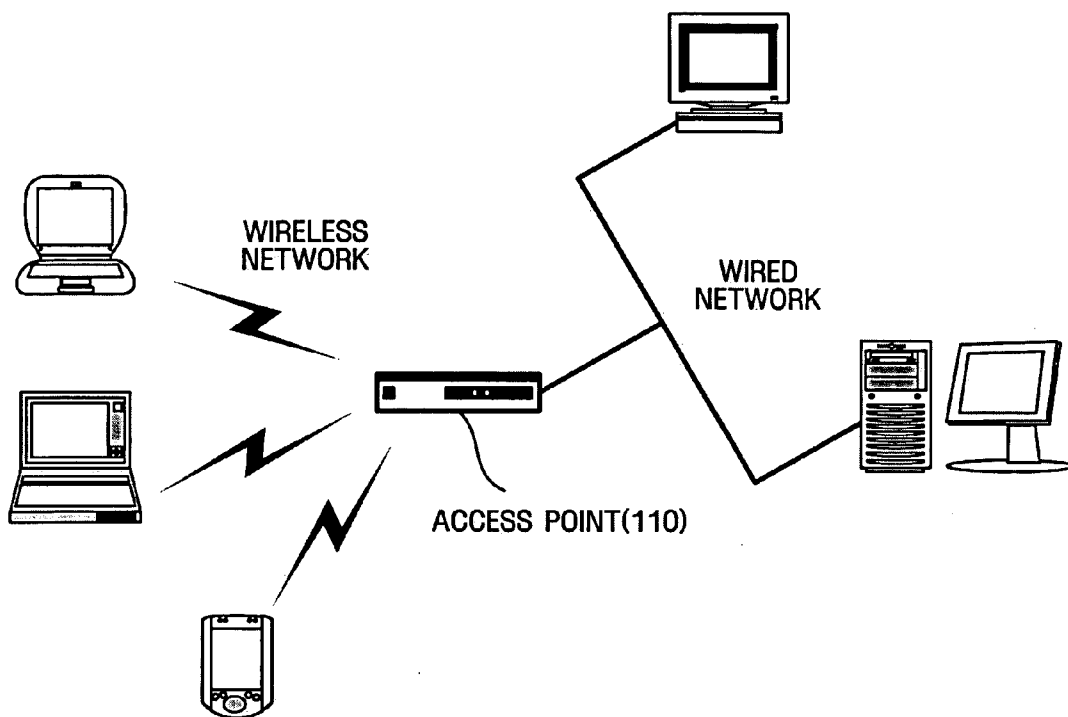 WIRELESS
NETWORK
WIRED
NETWORK
ACCESS POINT(110)